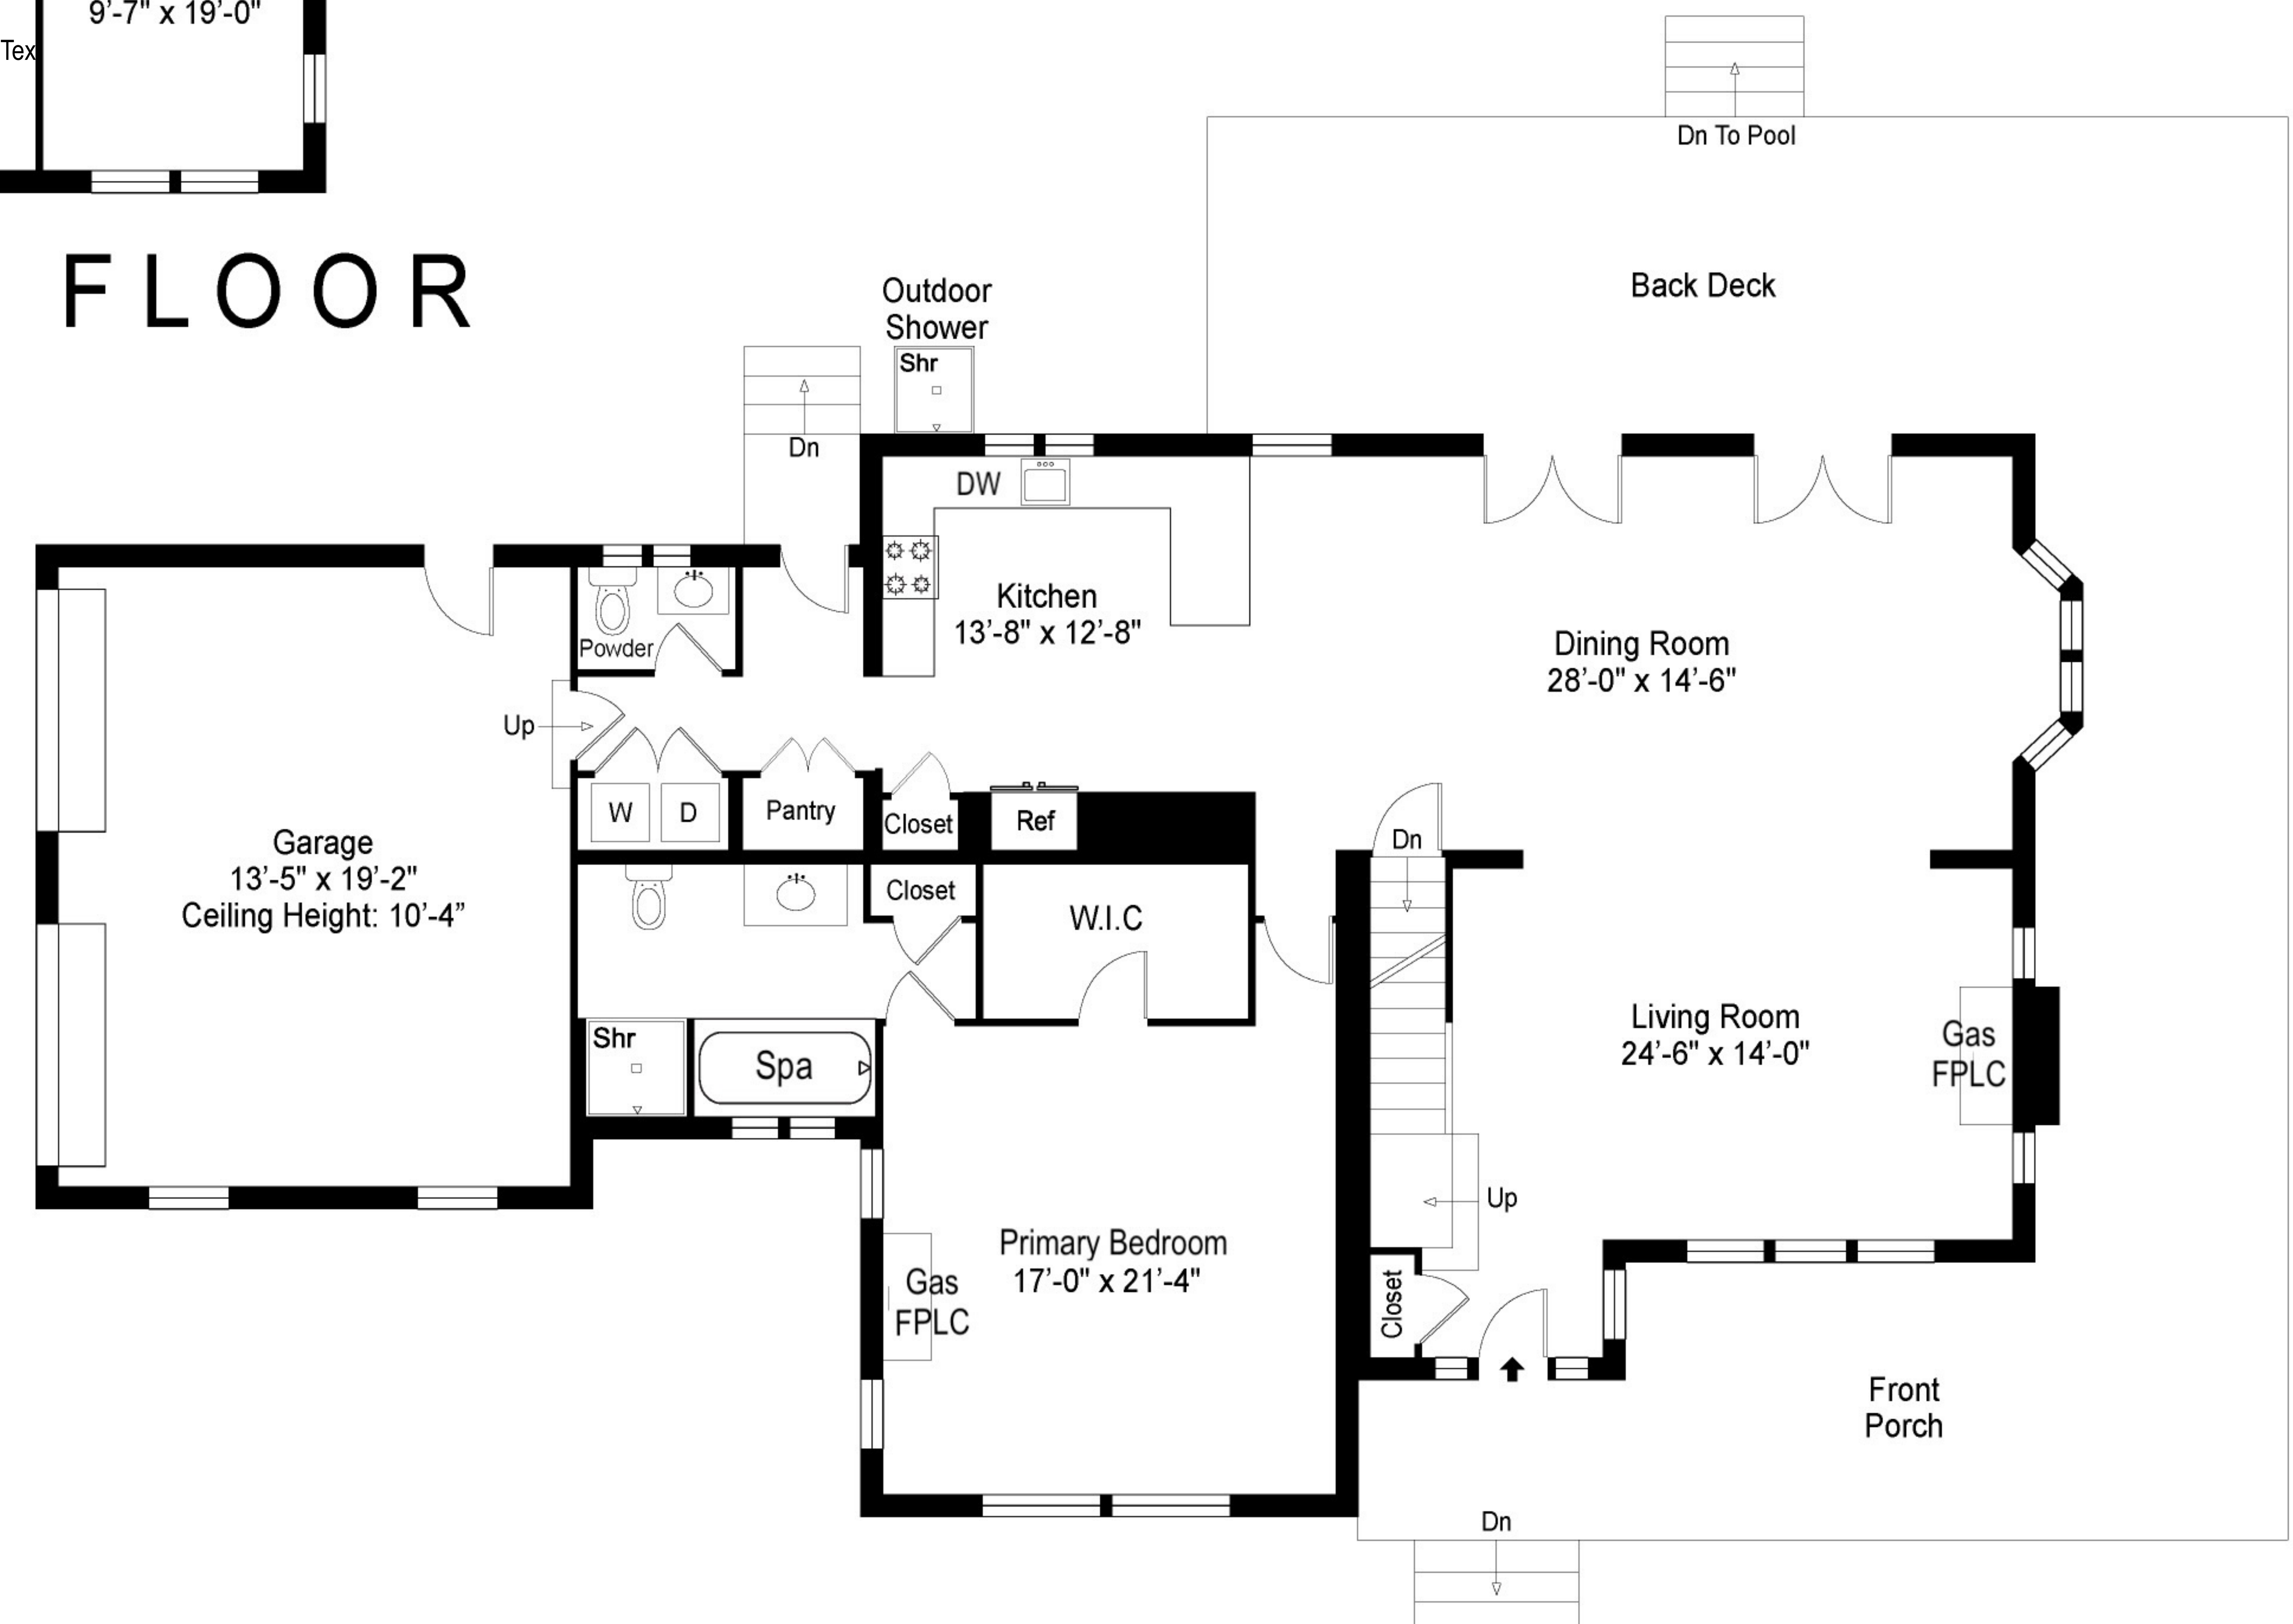 9'-7" x 19'-0"
Tex
FLOOR
Dn To Pool
Back Deck
Outdoor
Shower
Shr
Dn
DW
Kitchen
13'-8" x 12'-8"
Dining Room
28'-0" x 14'-6"
Powder
Up
W
D
Pantry
Closet
Ref
Dn
Garage
13'-5" x 19'-2"
Ceiling Height: 10'-4”
Closet
W.I.C
Living Room
24'-6" x 14'-0"
Gas
FPLC
Shr
Spa
Up
Primary Bedroom
17'-0" x 21'-4"
Gas
FPLC
Closet
Front
Porch
Dn